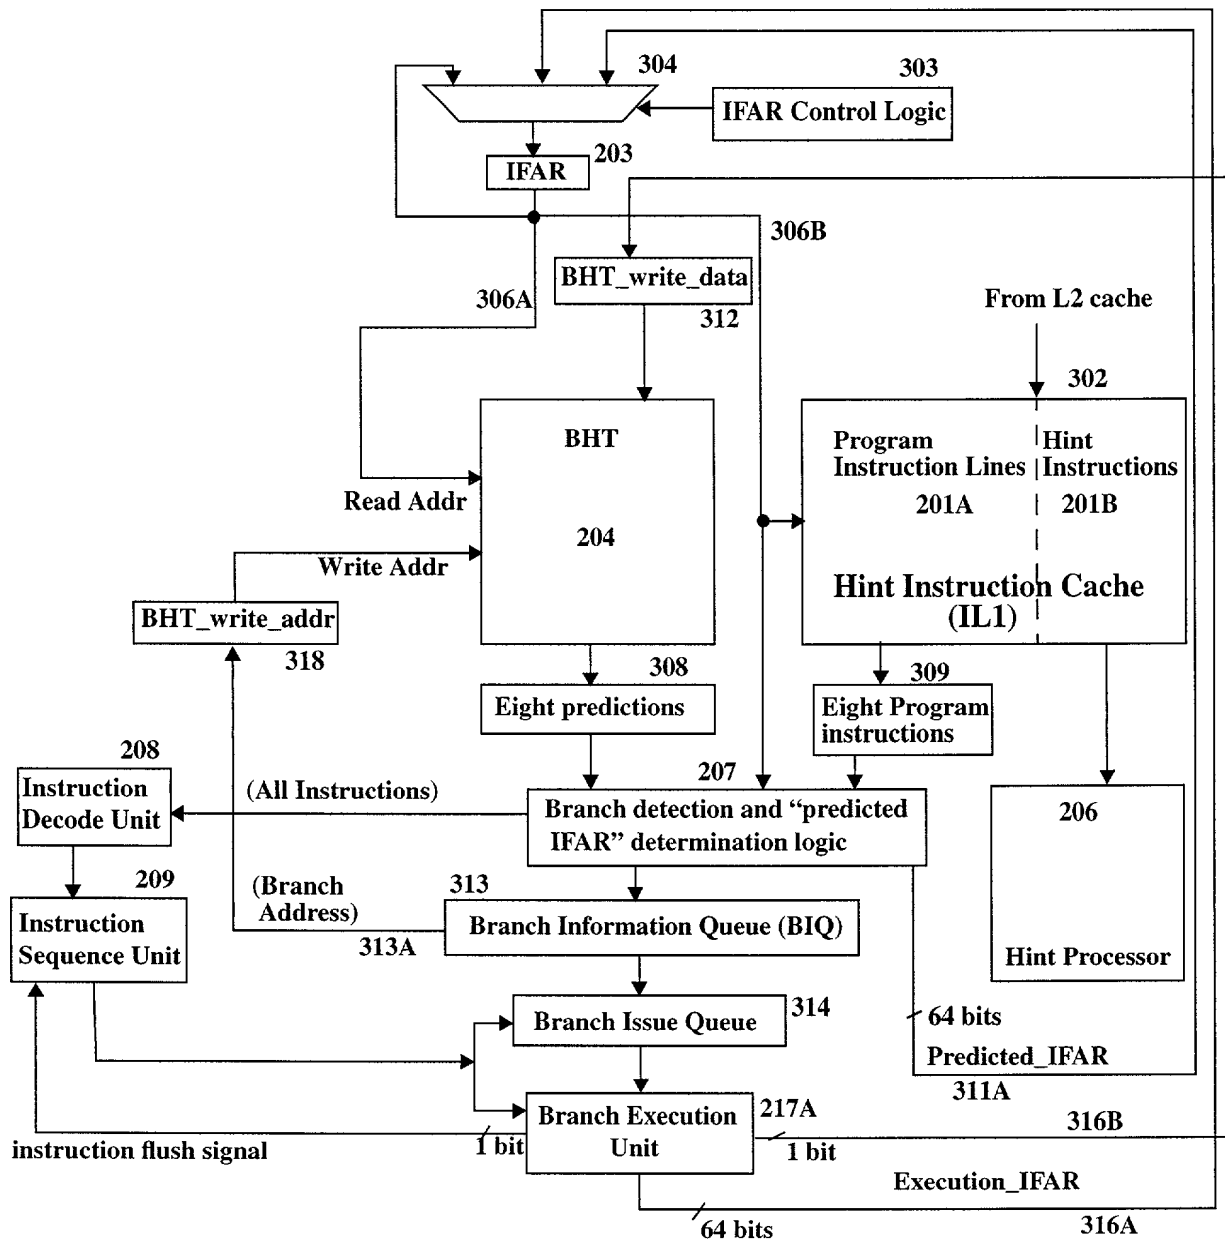 304
303
IFAR Control Logic
203
IFAR
306B
BHT_write_data
306A
312
From L2 cache
302
BHT
Program
Instruction Lines
201A
Hint
Instructions
201B
Read Addr
204
Write Addr
Hint Instruction Cache
(IL1)
BHT_write_addr
318
308
309
Eight predictions
Eight Program
instructions
208
207
Instruction
Decode Unit
(All Instructions)
Branch detection and “predicted
IFAR” determination logic
206
Hint Processor
209
(Branch
Address)
313
Instruction
Sequence Unit
313A
Branch Information Queue (BIQ)
314
Branch Issue Queue
64 bits
Predicted_IFAR
311A
Branch Execution
Unit
217A
316B
instruction flush signal
1 bit
1 bit
Execution_IFAR
64 bits
316A